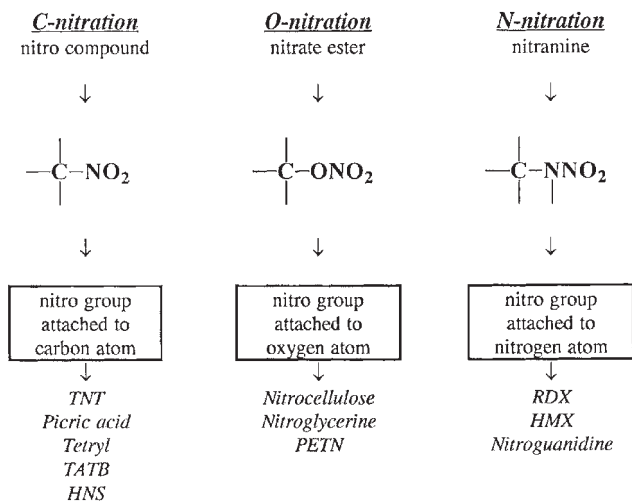 C-nitration
nitro compound
↓
C–NO₂
↓
nitro group
attached to
carbon atom
↓
TNT
Picric acid
Tetryl
TATB
HNS
O-nitration
nitrate ester
↓
C–ONO₂
↓
nitro group
attached to
oxygen atom
↓
Nitrocellulose
Nitroglycerine
PETN
N-nitration
nitramine
↓
C–NNO₂
↓
nitro group
attached to
nitrogen atom
↓
RDX
HMX
Nitroguanidine